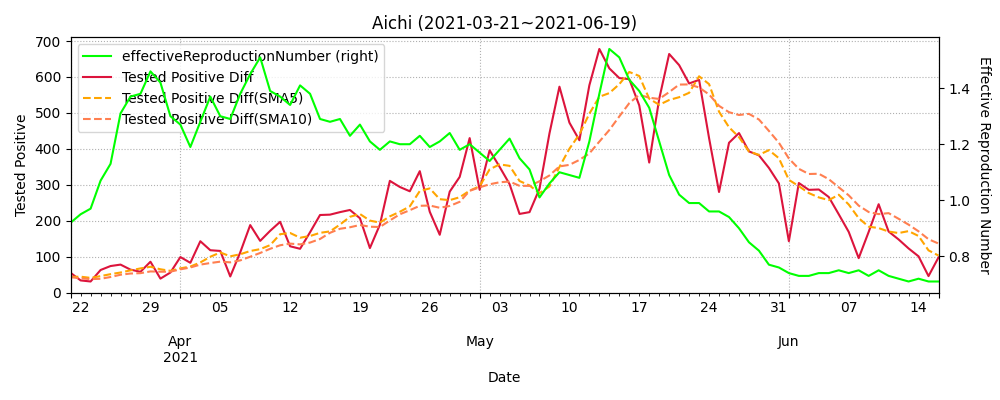 Aichi (2021-03-21~2021-06-19)
effectiveReproductionNumber (right)
Tested Positive Diff
Tested Positive Diff(SMA5)
Tested Positive Diff(SMA10)
Tested Positive
700
600
500
400
300
200
100
0
1.4
1.2
1.0
0.8
Effective Reproduction Number
22 29 05 12 19 26 03 10 17 24 31 07 14
Apr May Jun
2021
Date